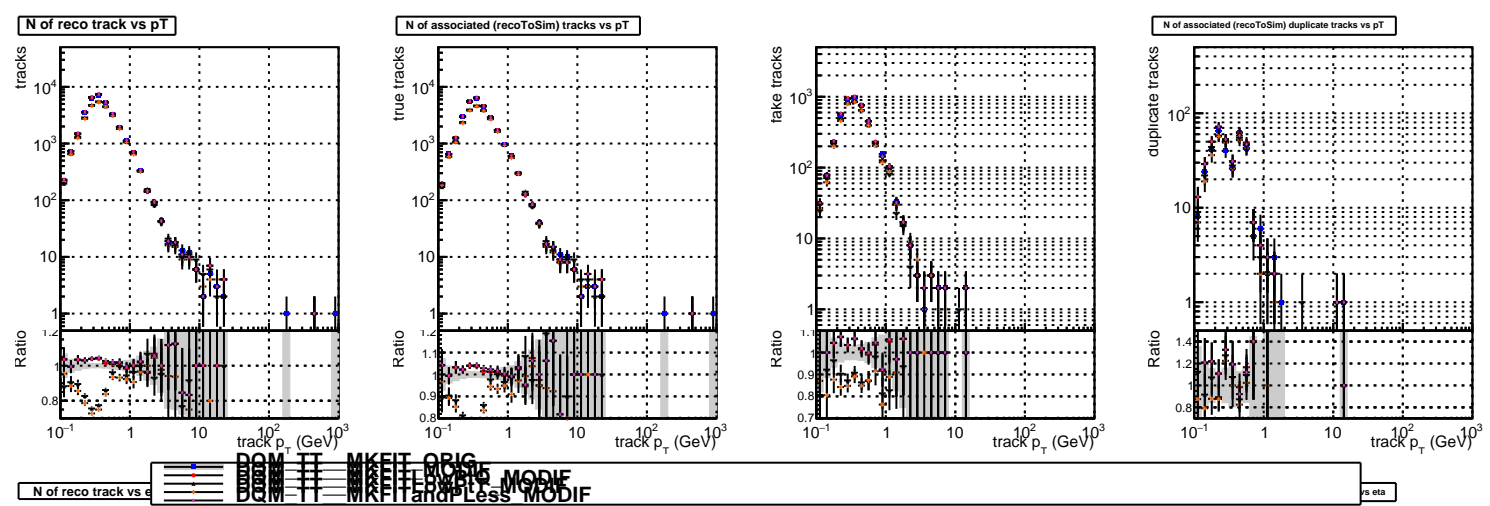 N of reco track vs pT
N of associated (recoToSim) tracks vs pT
N of associated (recoToSim) duplicate tracks vs pT
tracks
10⁴
10³
10²
10
1
Ratio
1.2
1
0.8
10⁻¹ 1 10 10² 10³
track p_T (GeV)
true tracks
10⁴
10³
10²
10
1
Ratio
1.1
1
0.9
0.8
10⁻¹ 1 10 10² 10³
track p_T (GeV)
fake tracks
10³
10²
10
1
Ratio
1.1
1
0.9
0.8
0.7
10⁻¹ 1 10 10² 10³
track p_T (GeV)
duplicate tracks
10²
10
1
Ratio
1.4
1.2
1
0.8
10⁻¹ 1 10 10² 10³
track p_T (GeV)
DQM_TT__MKFIT_ORIG
DQM_TT__MKFITandPLess_MODIF
N of reco track vs e
vs eta